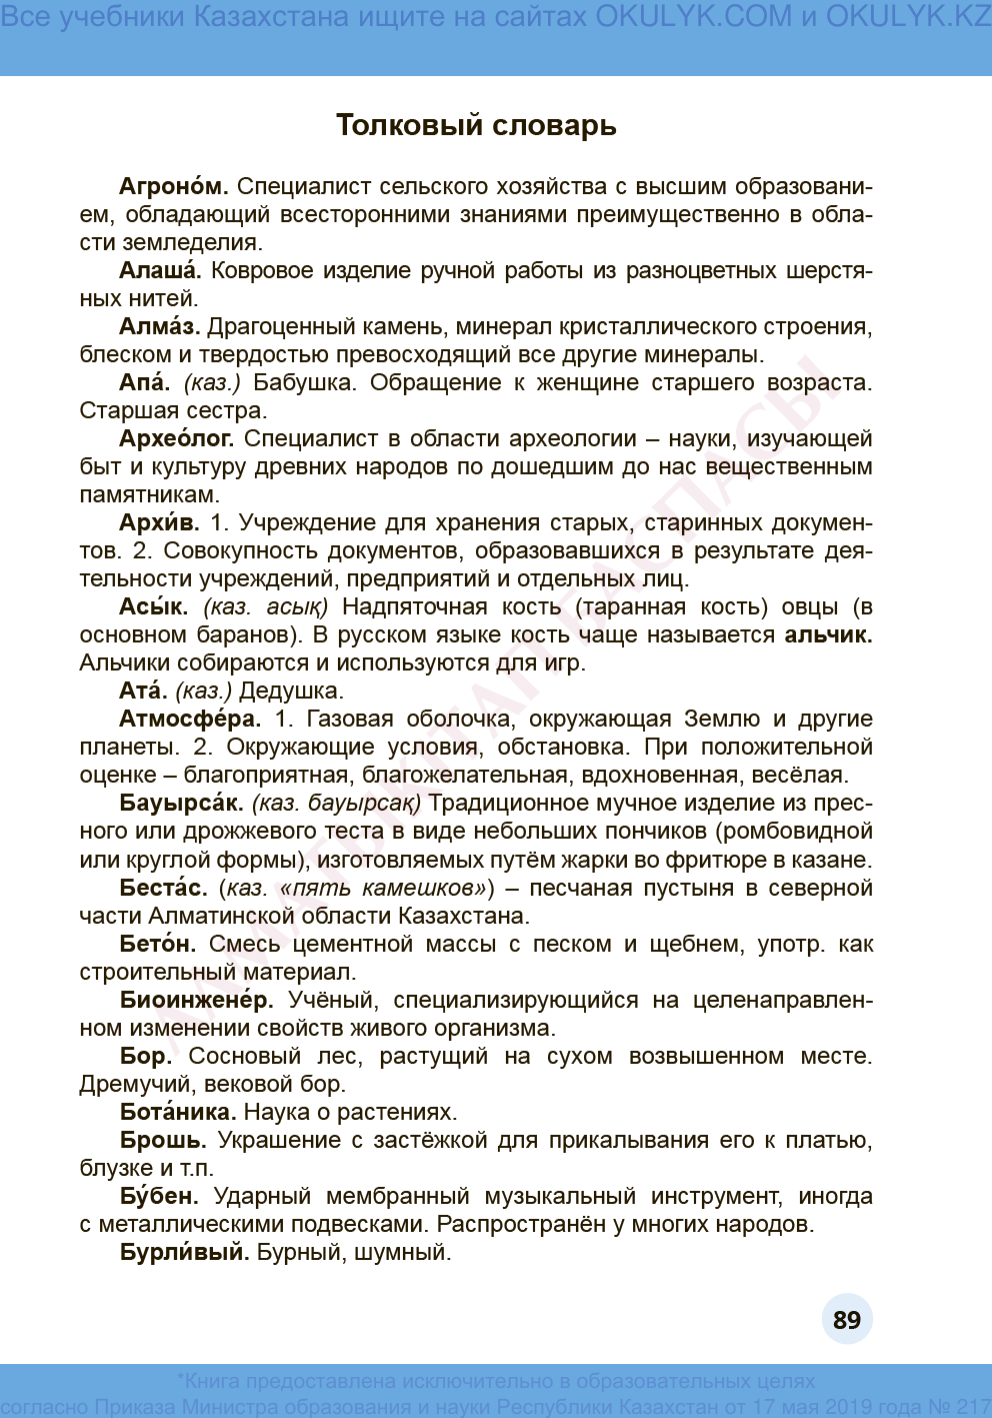 Все учебники Казахстана ищите на сайтах OKULYK.COM и OKULYK.KZ
Толковый словарь
Агроно́м. Специалист сельского хозяйства с высшим образовани-
ем, обладающий всесторонними знаниями преимущественно в обла-
сти земледелия.
Алаша́. Ковровое изделие ручной работы из разноцветных шерстя-
ных нитей.
Алма́з. Драгоценный камень, минерал кристаллического строения,
блеском и твердостью превосходящий все другие минералы.
Апа́. (каз.) Бабушка. Обращение к женщине старшего возраста.
Старшая сестра.
Архео́лог. Специалист в области археологии – науки, изучающей
быт и культуру древних народов по дошедшим до нас вещественным
памятникам.
Архи́в. 1. Учреждение для хранения старых, старинных докумен-
тов. 2. Совокупность документов, образовавшихся в результате дея-
тельности учреждений, предприятий и отдельных лиц.
Асы́к. (каз. асық) Надпяточная кость (таранная кость) овцы (в
основном баранов). В русском языке кость чаще называется альчик.
Альчики собираются и используются для игр.
Ата́. (каз.) Дедушка.
Атмосфе́ра. 1. Газовая оболочка, окружающая Землю и другие
планеты. 2. Окружающие условия, обстановка. При положительной
оценке – благоприятная, благожелательная, вдохновенная, весёлая.
Бауырса́к. (каз. бауырсақ) Традиционное мучное изделие из прес-
ного или дрожжевого теста в виде небольших пончиков (ромбовидной
или круглой формы), изготовляемых путём жарки во фритюре в казане.
Беста́с. (каз. «пять камешков») – песчаная пустыня в северной
части Алматинской области Казахстана.
Бето́н. Смесь цементной массы с песком и щебнем, употр. как
строительный материал.
Биоинжене́р. Учёный, специализирующийся на целенаправлен-
ном изменении свойств живого организма.
Бор. Сосновый лес, растущий на сухом возвышенном месте.
Дремучий, вековой бор.
Бота́ника. Наука о растениях.
Брошь. Украшение с застёжкой для прикалывания его к платью,
блузке и т.п.
Бу́бен. Ударный мембранный музыкальный инструмент, иногда
с металлическими подвесками. Распространён у многих народов.
Бурли́вый. Бурный, шумный.
АЛМАТЫКІТАП БАСПАСЫ
89
*Книга предоставлена исключительно в образовательных целях
согласно Приказа Министра образования и науки Республики Казахстан от 17 мая 2019 года № 217